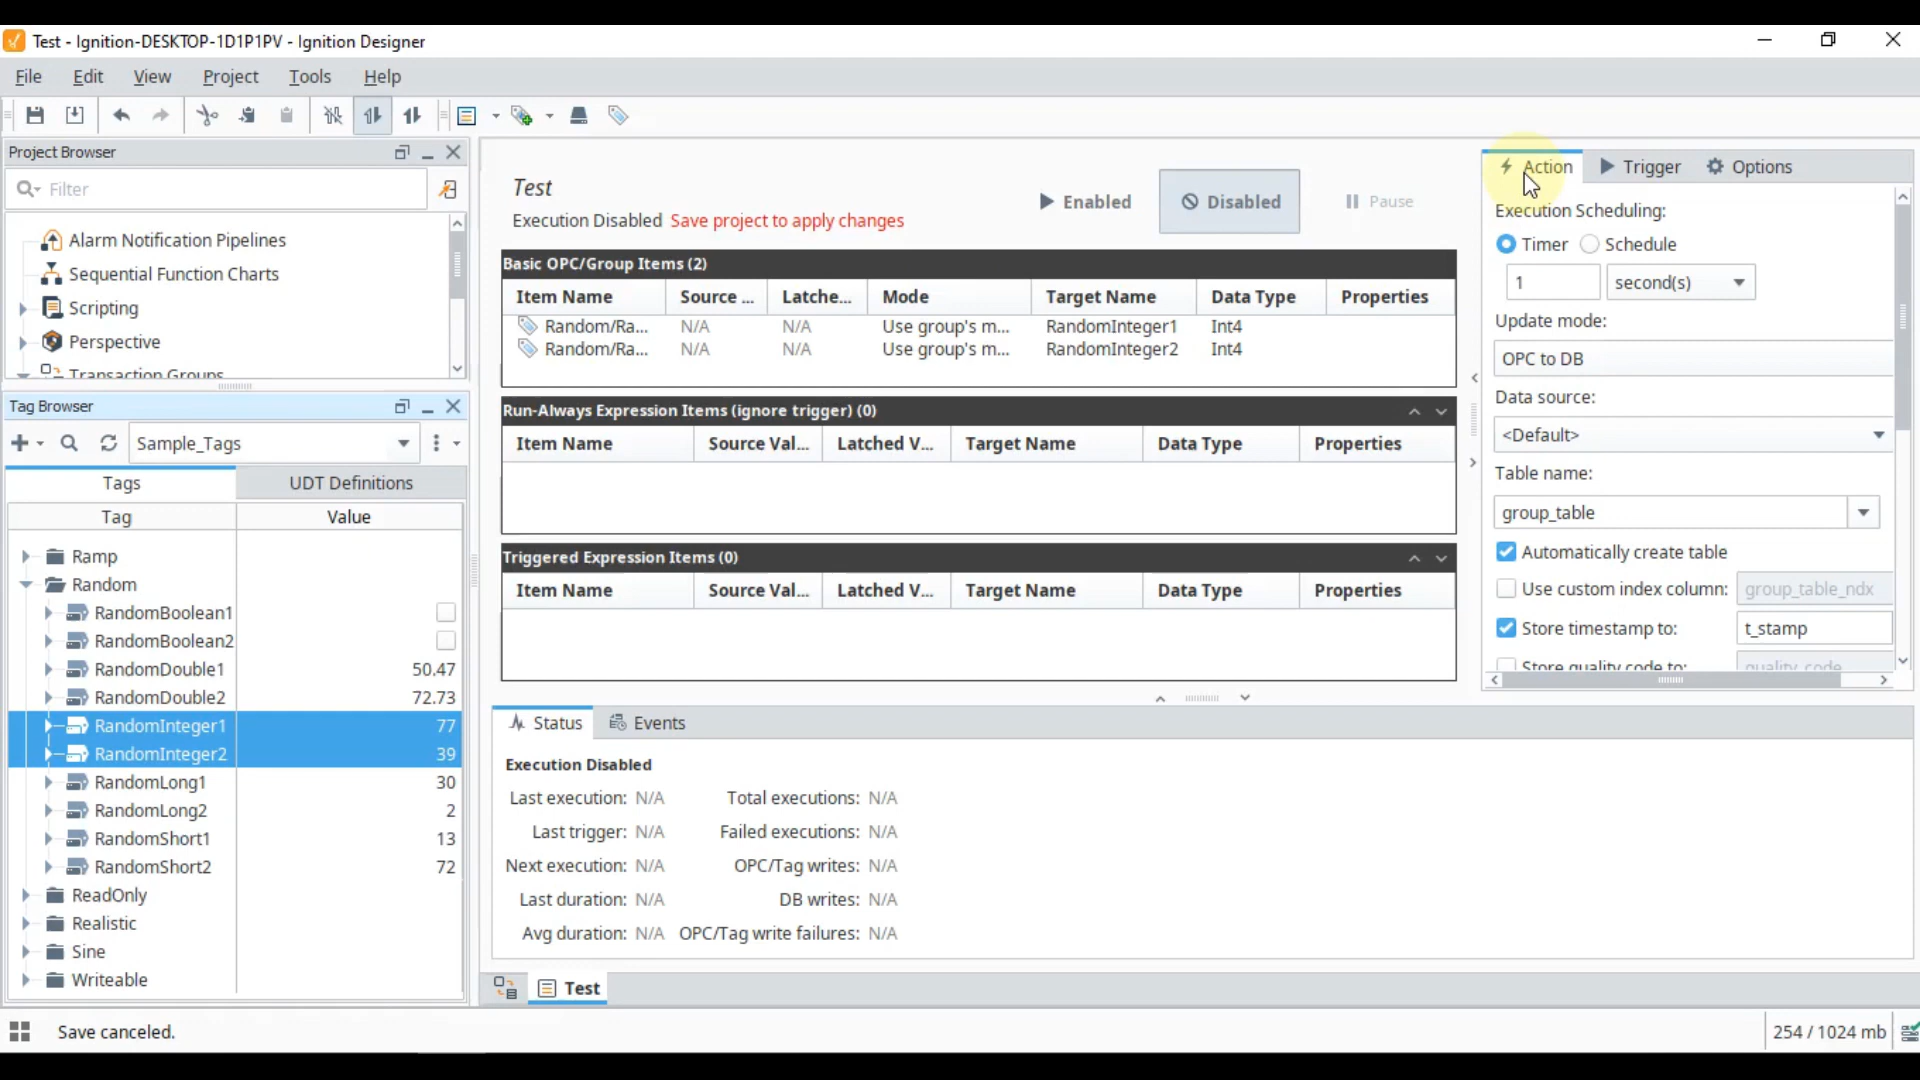 Test - Ignition-DESKTOP-1D1P1PV - Ignition Designer
File Edit View Project Tools Help
Project Browser
Filter
Alarm Notification Pipelines
Sequential Function Charts
Scripting
Perspective
Transaction Groups
Tag Browser
Sample_Tags
Tags UDT Definitions
Tag Value
Ramp
Random
RandomBoolean1
RandomBoolean2
RandomDouble1 50.47
RandomDouble2 72.73
RandomInteger1 77
RandomInteger2 39
RandomLong1 30
RandomLong2 2
RandomShort1 13
RandomShort2 72
ReadOnly
Realistic
Sine
Writeable
Test
Execution Disabled Save project to apply changes
Enabled Disabled Pause
Basic OPC/Group Items (2)
Item Name Source ... Latche... Mode Target Name Data Type Properties
Random/Ra... N/A N/A Use group's m... RandomInteger1 Int4
Random/Ra... N/A N/A Use group's m... RandomInteger2 Int4
Run-Always Expression Items (ignore trigger) (0)
Item Name Source Val... Latched V... Target Name Data Type Properties
Triggered Expression Items (0)
Item Name Source Val... Latched V... Target Name Data Type Properties
Status Events
Execution Disabled
Last execution: N/A Total executions: N/A
Last trigger: N/A Failed executions: N/A
Next execution: N/A OPC/Tag writes: N/A
Last duration: N/A DB writes: N/A
Avg duration: N/A OPC/Tag write failures: N/A
Test
Action Trigger Options
Execution Scheduling:
Timer Schedule
1 second(s)
Update mode:
OPC to DB
Data source:
<Default>
Table name:
group_table
Automatically create table
Use custom index column: group_table_ndx
Store timestamp to: t_stamp
Store quality code to: quality_code
Save canceled.
254 / 1024 mb